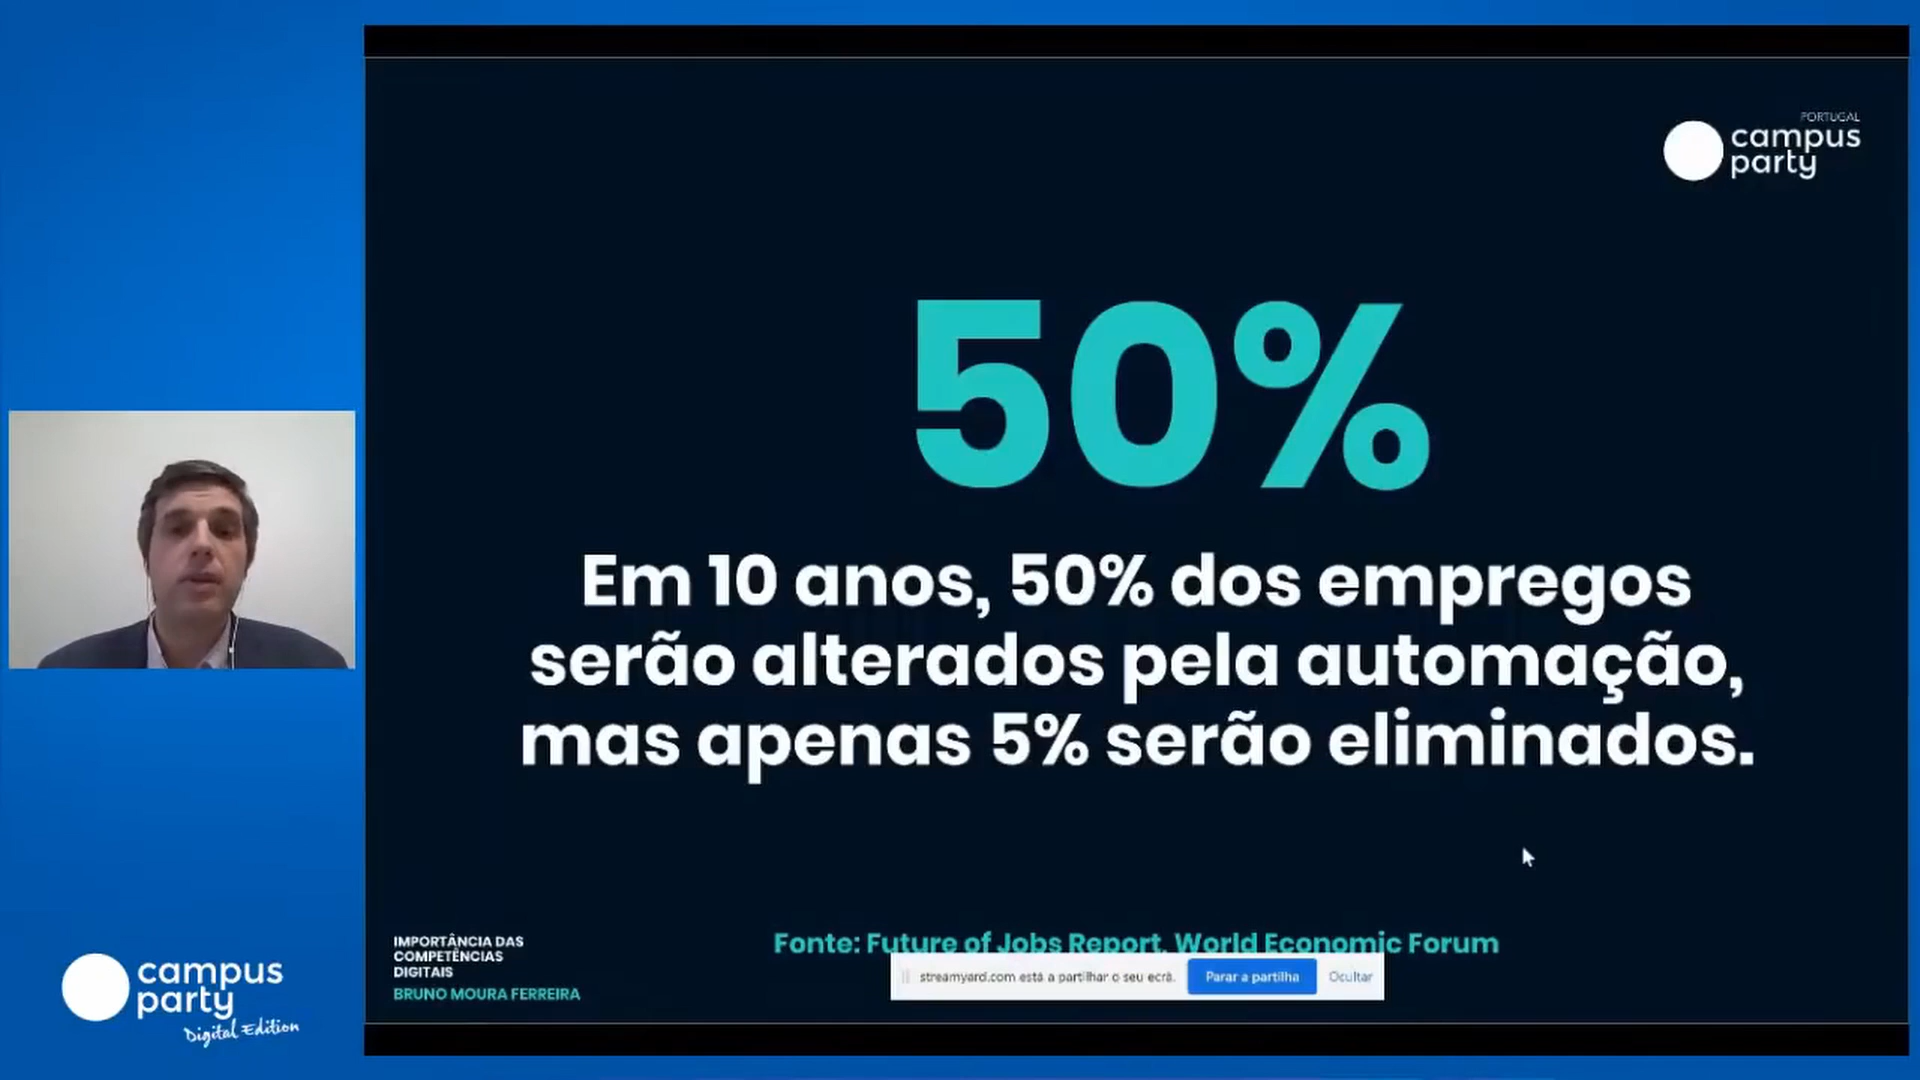 PORTUGAL
campus
party
50%
Em 10 anos, 50% dos empregos
serão alterados pela automação,
mas apenas 5% serão eliminados.
Fonte: Future of Jobs Report, World Economic Forum
IMPORTÂNCIA DAS
COMPETÊNCIAS
DIGITAIS
BRUNO MOURA FERREIRA
streamyard.com está a partilhar o seu ecrã.
Parar a partilha
Ocultar
campus
party
Digital Edition